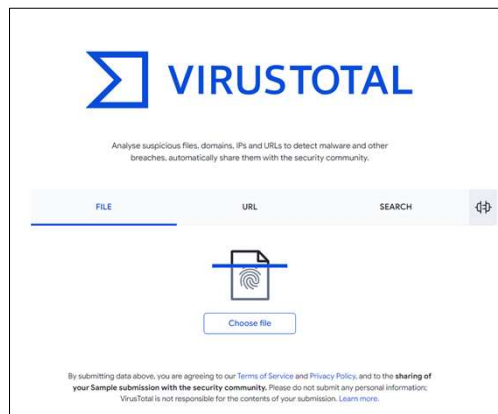 VIRUSTOTAL
Analyse suspicious files, domains, IPs and URLs to detect malware and other
breaches, automatically share them with the security community.
FILE
URL
SEARCH
Choose file
By submitting data above, you are agreeing to our Terms of Service and Privacy Policy, and to the sharing of
your Sample submission with the security community. Please do not submit any personal information;
VirusTotal is not responsible for the contents of your submission. Learn more.